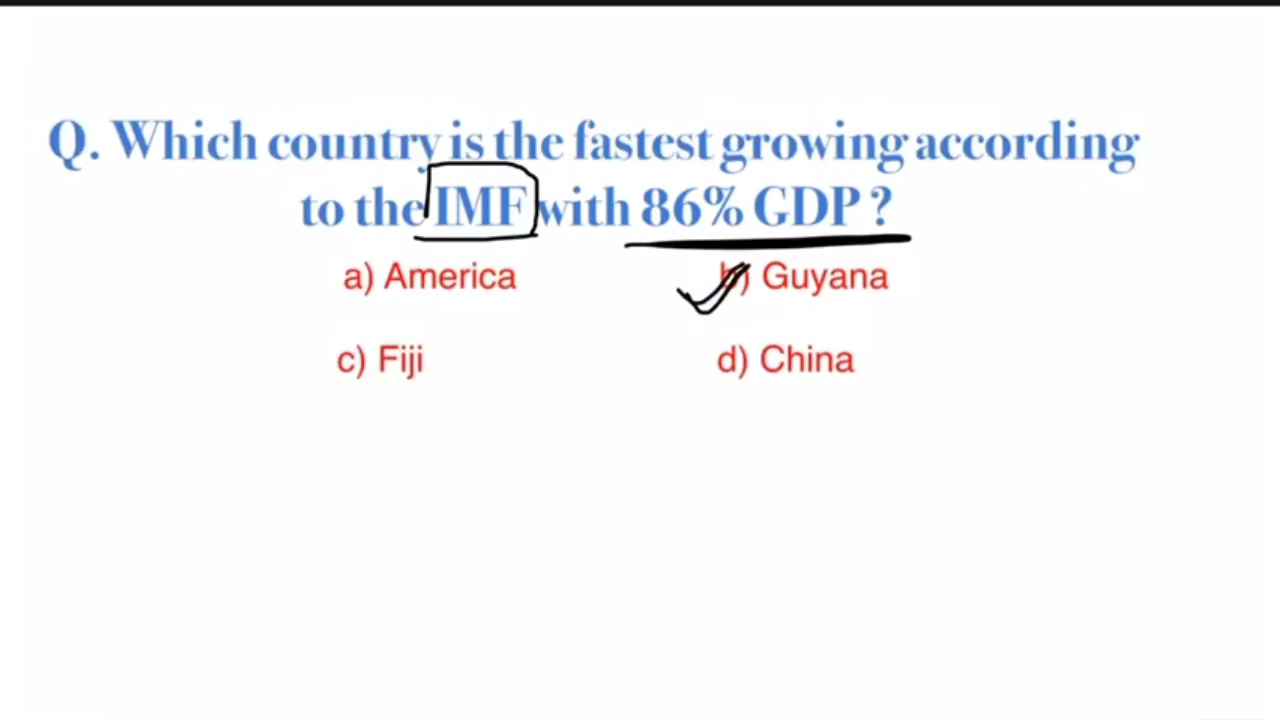 Q. Which country is the fastest growing according
to the IMF with 86% GDP ?
a) America b) Guyana
c) Fiji d) China